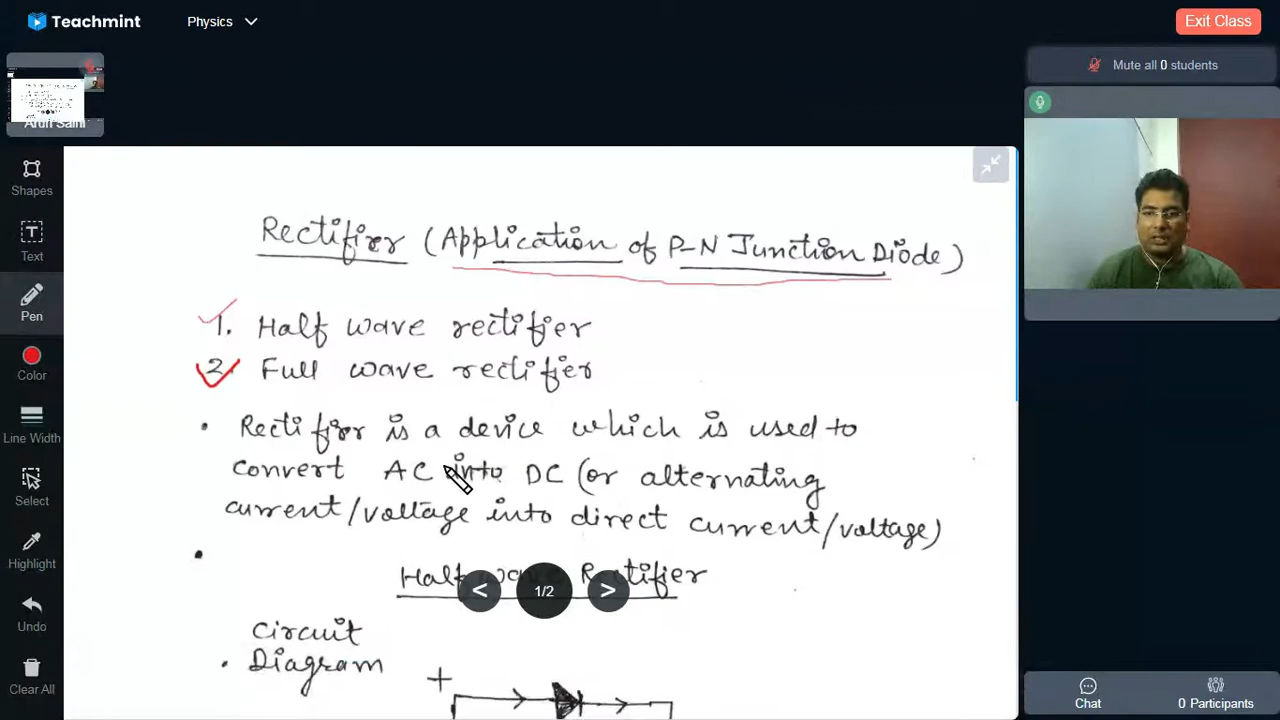 Teachmint
Physics
Exit Class
Mute all 0 students
Arun Saini
Shapes
Text
Pen
Color
Line Width
Select
Highlight
Undo
Clear All
Rectifier (Application of P-N Junction Diode)
1. Half wave rectifier
2. Full wave rectifier
• Rectifier is a device which is used to
convert AC into DC (or alternating
current/voltage into direct current/voltage)
•
Half wave Rectifier
< 1/2 >
Circuit
• Diagram
+
Chat
0 Participants